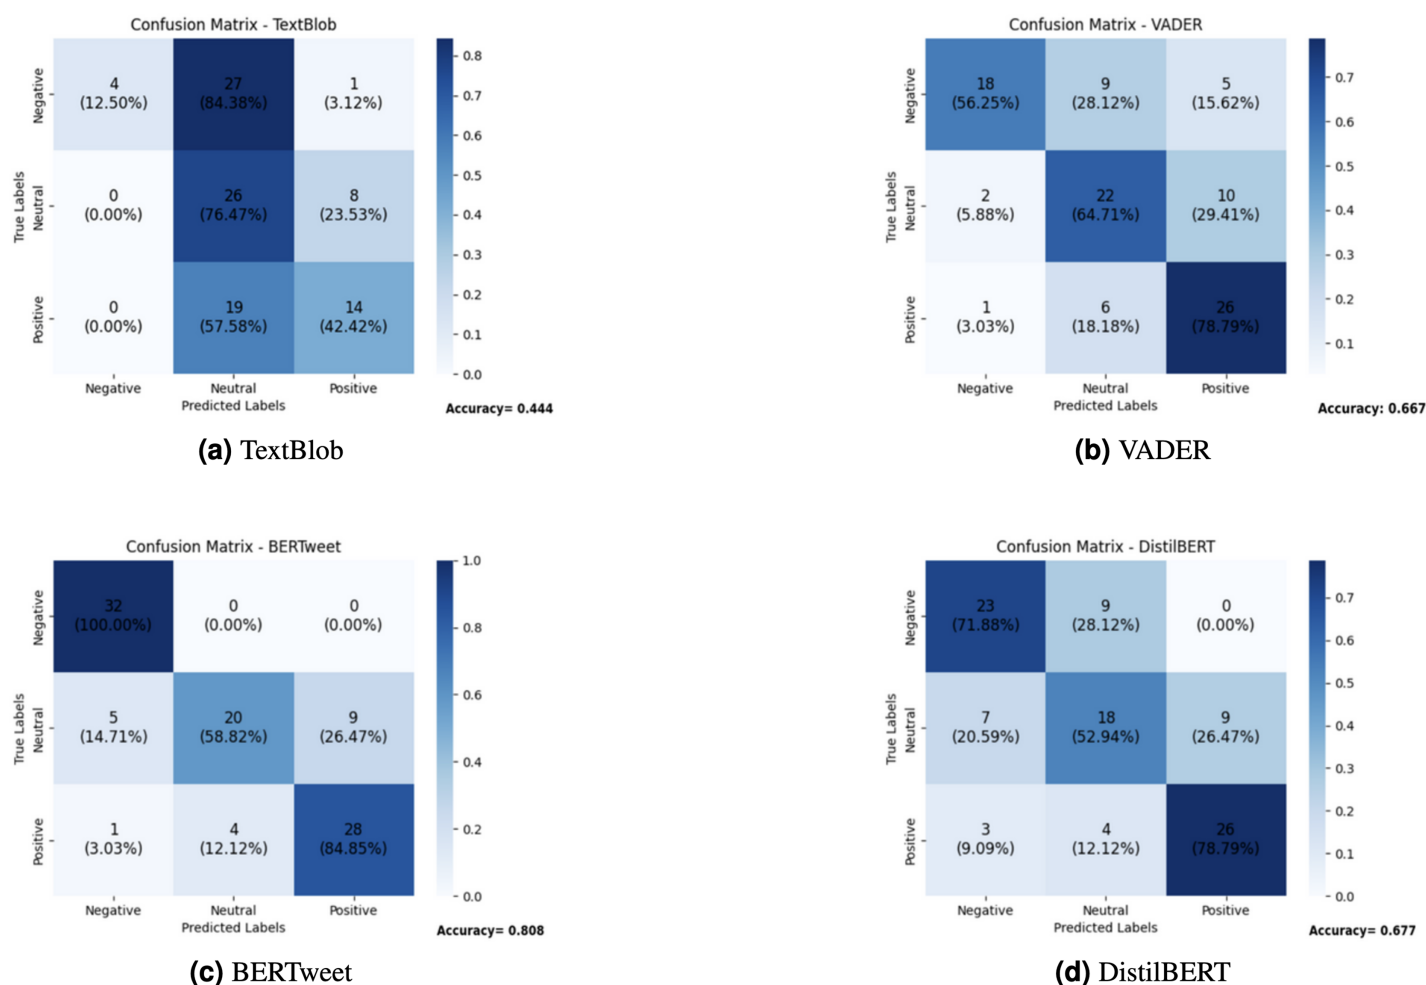 Confusion Matrix - TextBlob
4
(12.50%)
27
(84.38%)
1
(3.12%)
0
(0.00%)
26
(76.47%)
8
(23.53%)
0
(0.00%)
19
(57.58%)
14
(42.42%)
True Labels
Negative
Neutral
Positive
Negative
Neutral
Positive
Predicted Labels
0.8
0.7
0.6
0.5
0.4
0.3
0.2
0.1
0.0
Accuracy= 0.444
(a) TextBlob
Confusion Matrix - VADER
18
(56.25%)
9
(28.12%)
5
(15.62%)
2
(5.88%)
22
(64.71%)
10
(29.41%)
1
(3.03%)
6
(18.18%)
26
(78.79%)
True Labels
Negative
Neutral
Positive
Negative
Neutral
Positive
Predicted Labels
0.7
0.6
0.5
0.4
0.3
0.2
0.1
Accuracy: 0.667
(b) VADER
Confusion Matrix - BERTweet
32
(100.00%)
0
(0.00%)
0
(0.00%)
5
(14.71%)
20
(58.82%)
9
(26.47%)
1
(3.03%)
4
(12.12%)
28
(84.85%)
True Labels
Negative
Neutral
Positive
Negative
Neutral
Positive
Predicted Labels
1.0
0.8
0.6
0.4
0.2
0.0
Accuracy= 0.808
(c) BERTweet
Confusion Matrix - DistilBERT
23
(71.88%)
9
(28.12%)
0
(0.00%)
7
(20.59%)
18
(52.94%)
9
(26.47%)
3
(9.09%)
4
(12.12%)
26
(78.79%)
True Labels
Negative
Neutral
Positive
Negative
Neutral
Positive
Predicted Labels
0.7
0.6
0.5
0.4
0.3
0.2
0.1
0.0
Accuracy= 0.677
(d) DistilBERT